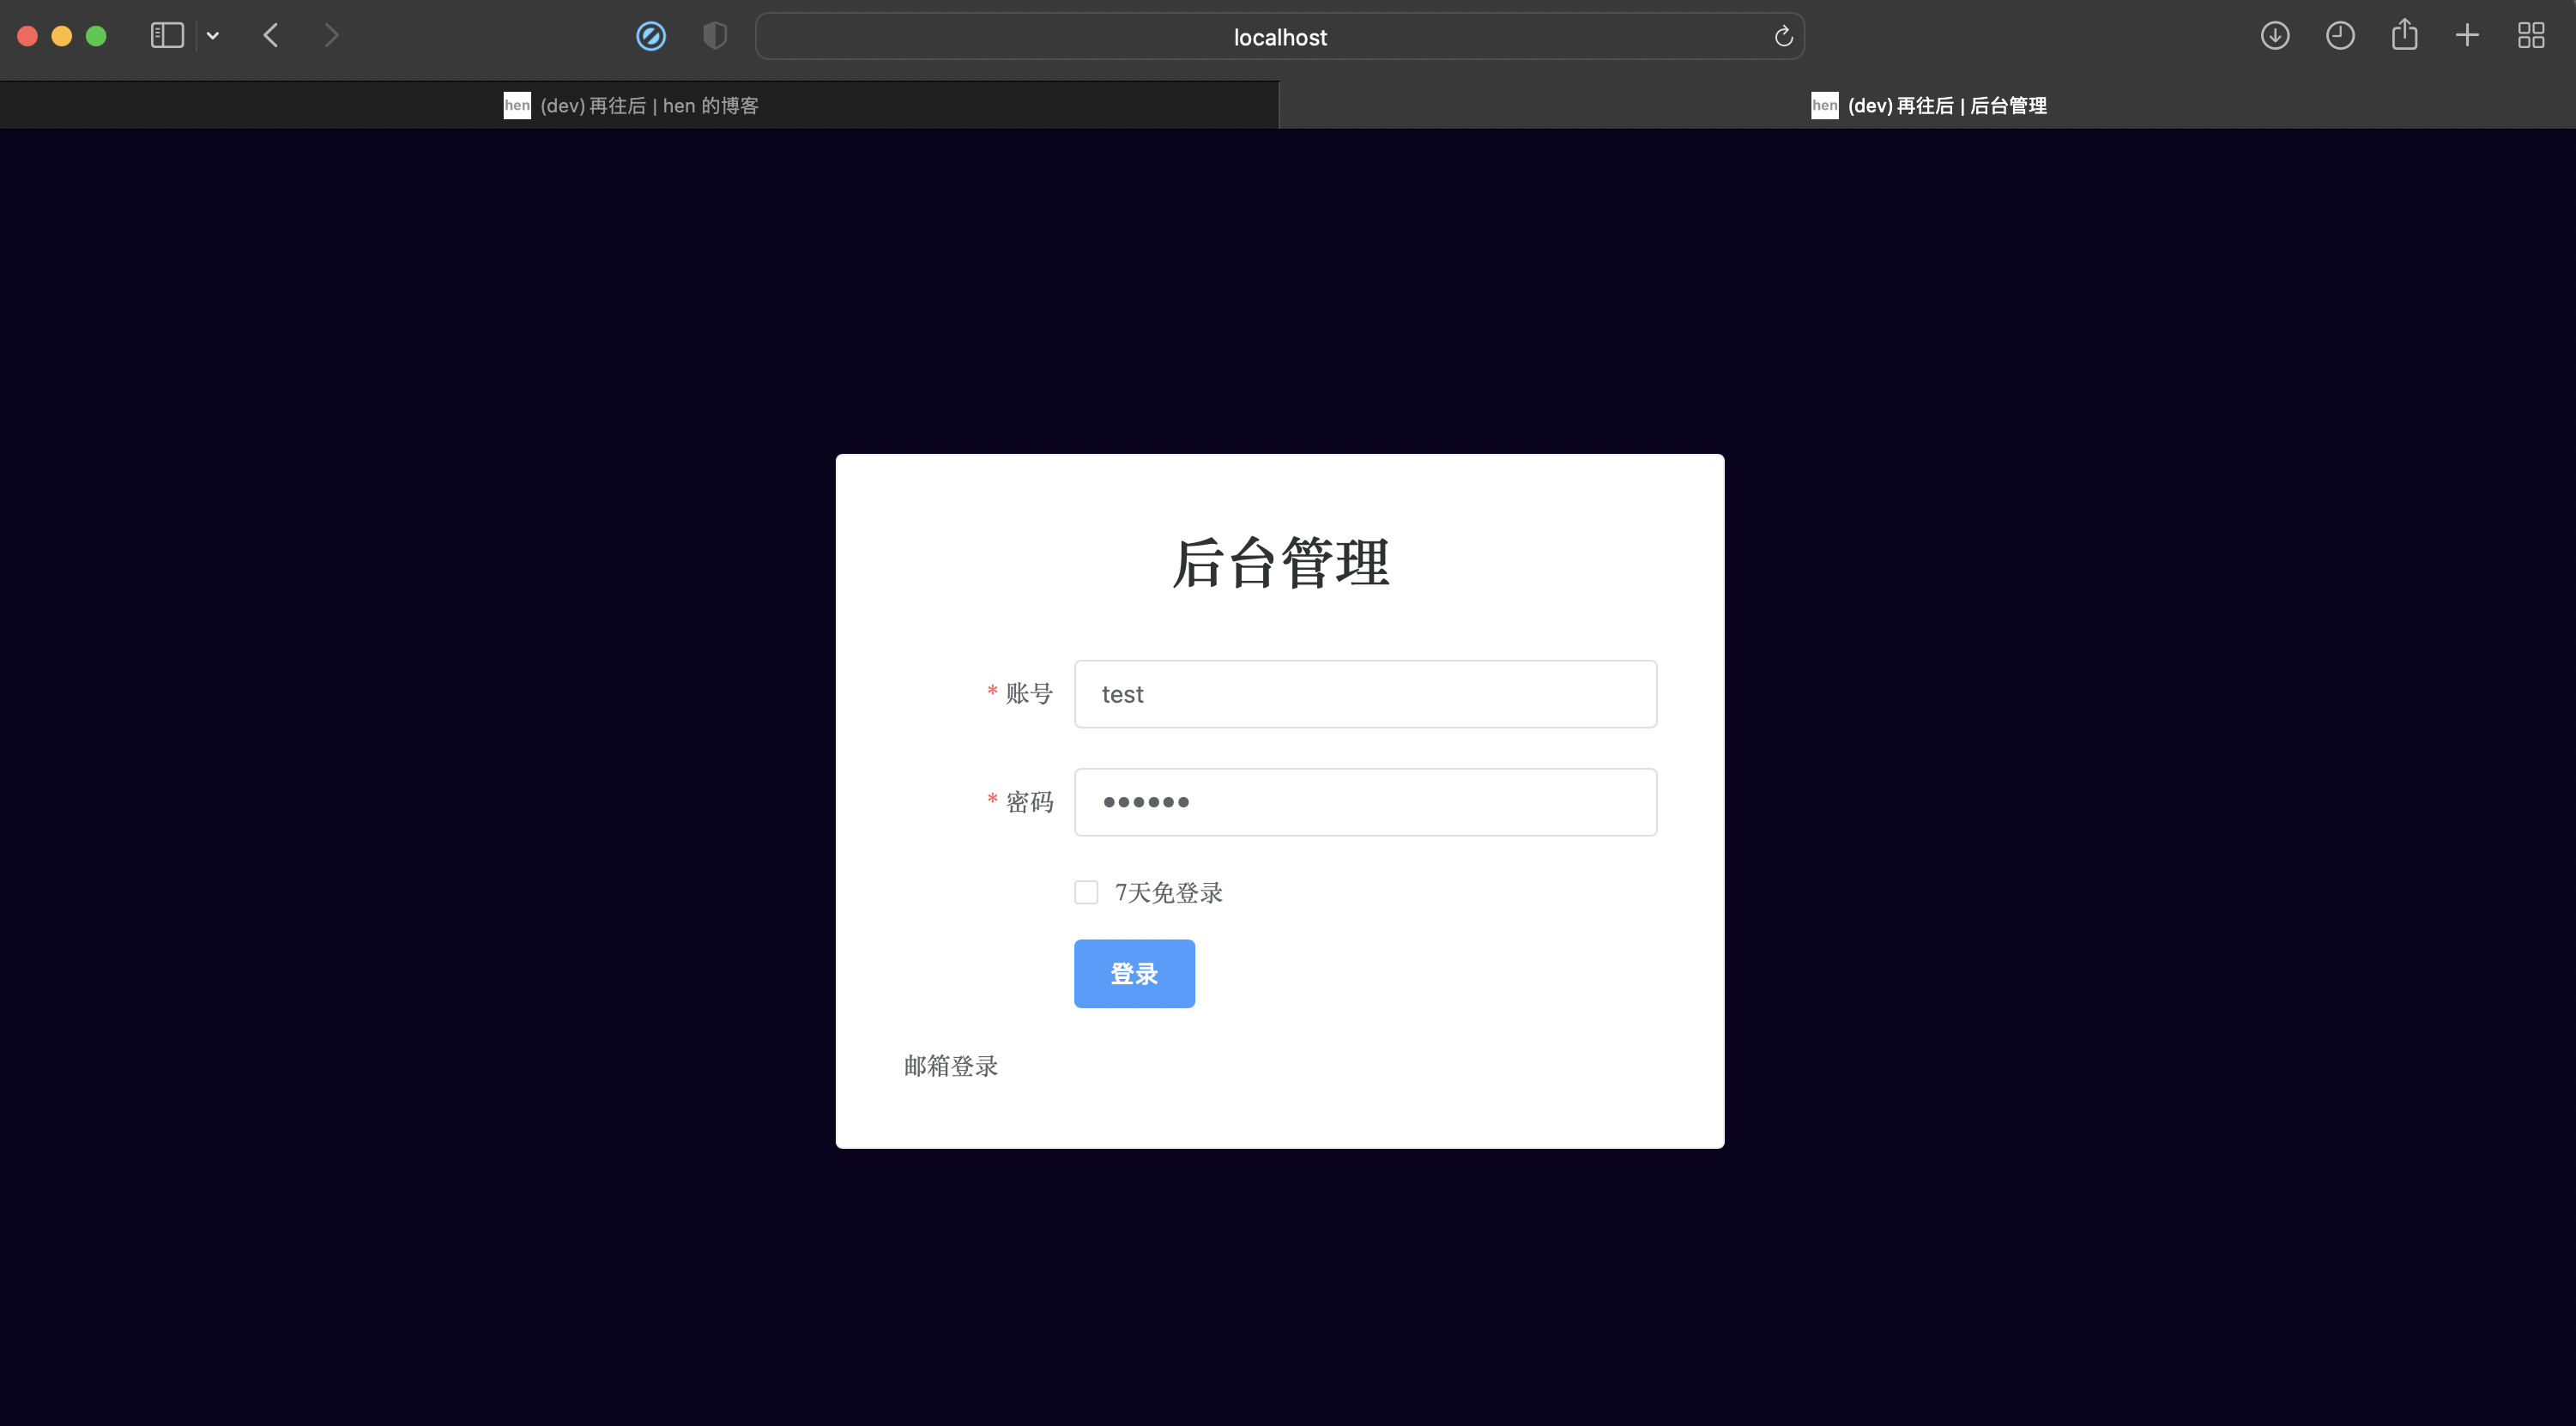 localhost
hen (dev) 再往后 | hen 的博客
hen (dev) 再往后 | 后台管理
后台管理
* 账号 test
* 密码 ••••••
7天免登录
登录
邮箱登录